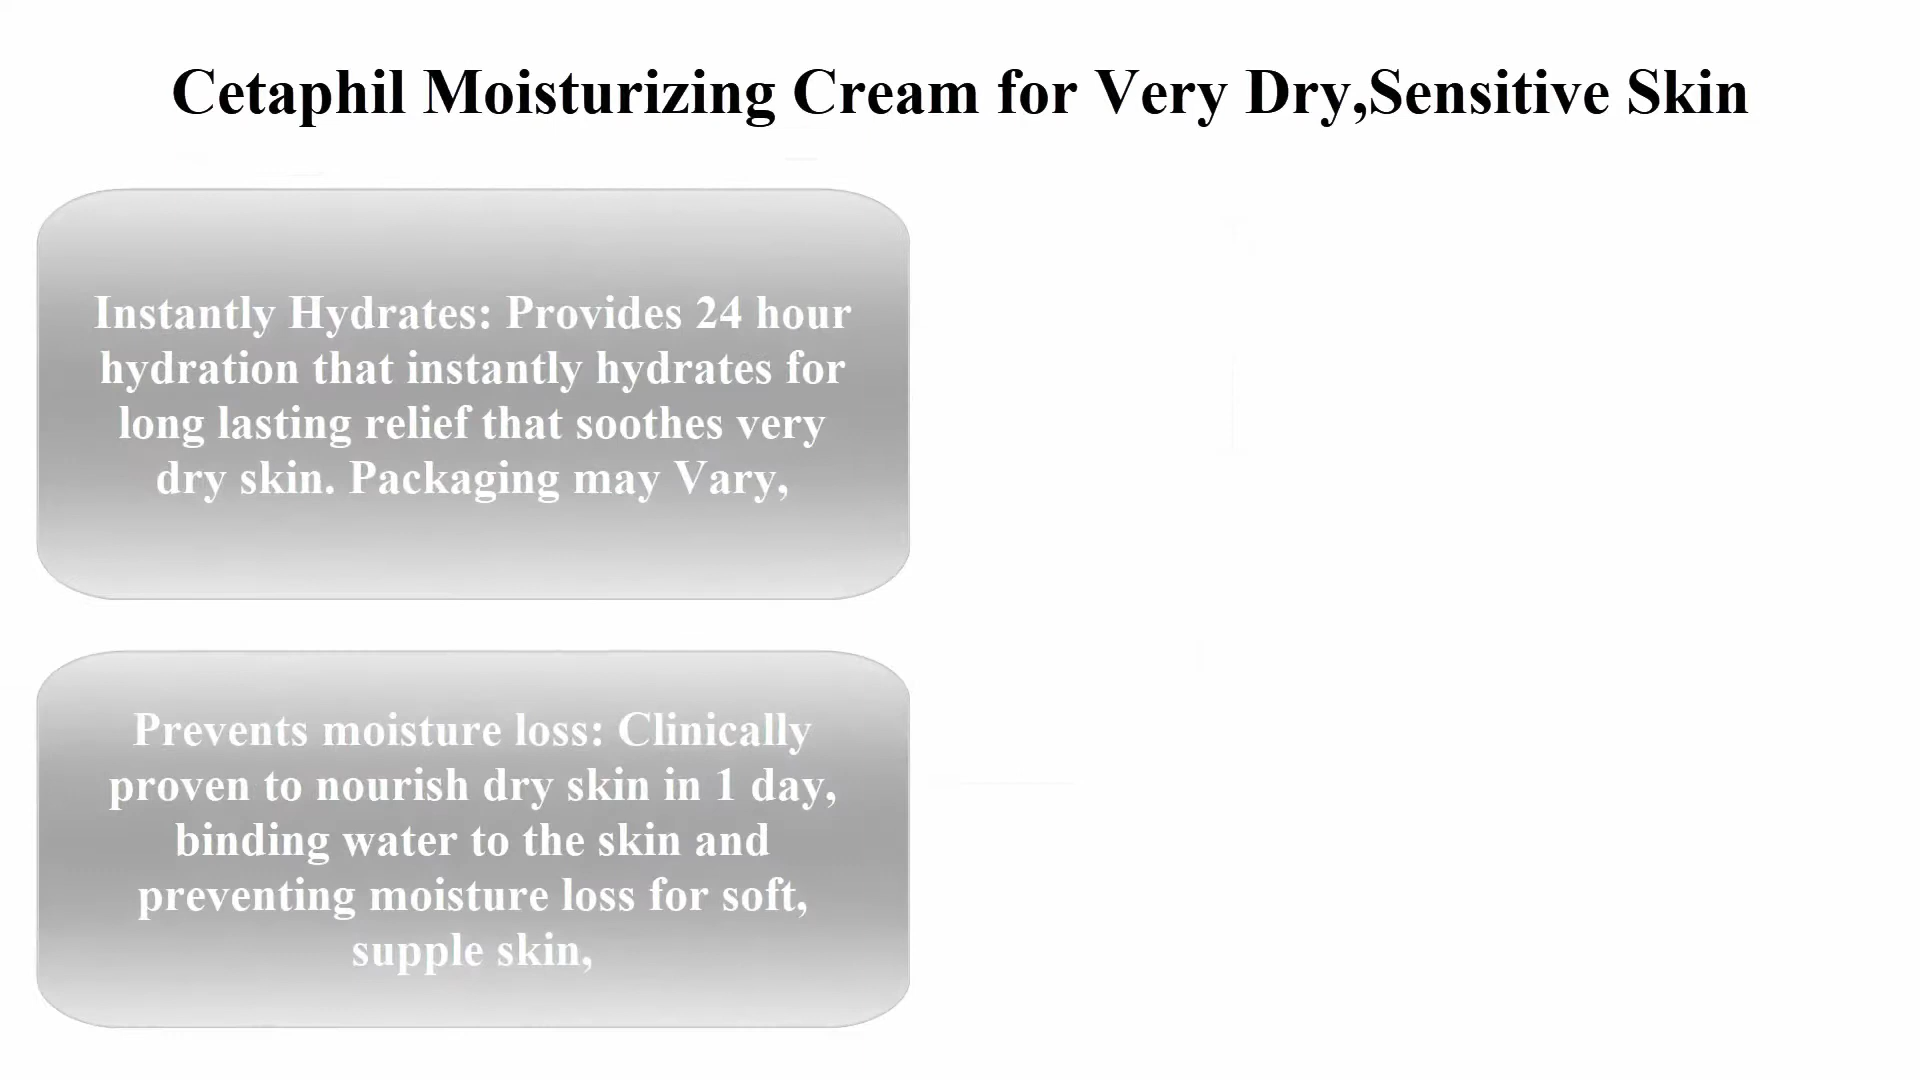 Cetaphil Moisturizing Cream for Very Dry,Sensitive Skin
Instantly Hydrates: Provides 24 hour
hydration that instantly hydrates for
long lasting relief that soothes very
dry skin. Packaging may Vary,
Prevents moisture loss: Clinically
proven to nourish dry skin in 1 day,
binding water to the skin and
preventing moisture loss for soft,
supple skin,